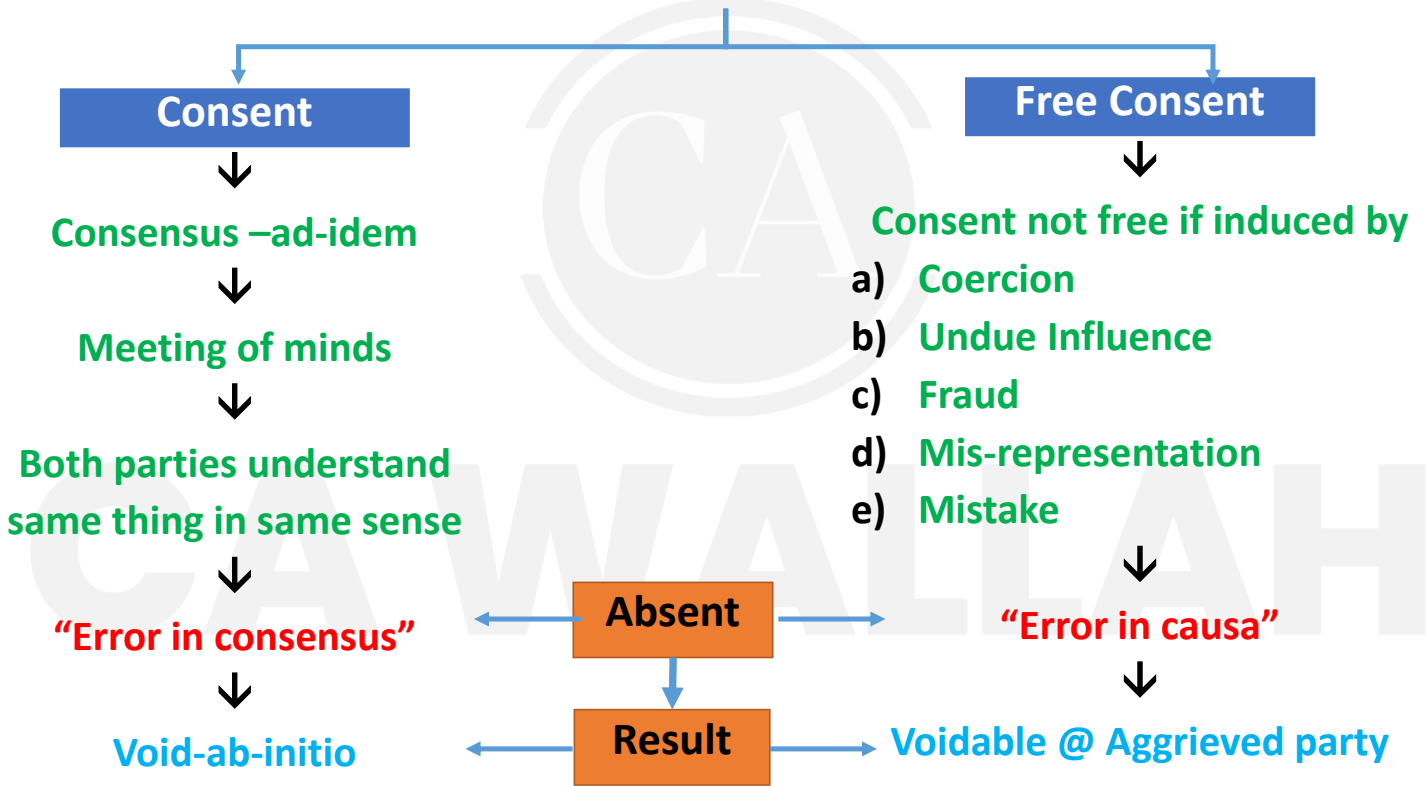 Consent
Consensus –ad-idem
Meeting of minds
Both parties understand
same thing in same sense
“Error in consensus”
Void-ab-initio
Absent
Result
Free Consent
Consent not free if induced by
a) Coercion
b) Undue Influence
c) Fraud
d) Mis-representation
e) Mistake
“Error in causa”
Voidable @ Aggrieved party
CA
CA WALLAH